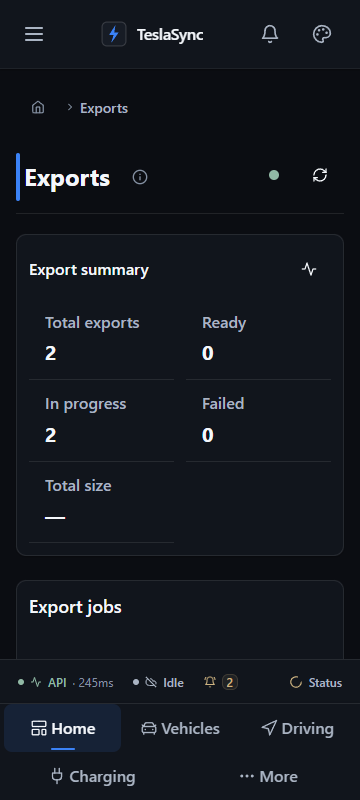 TeslaSync
Exports
Exports
Export summary
Total exports
2
Ready
0
In progress
2
Failed
0
Total size
—
Export jobs
API · 245ms
Idle
2
Status
Home
Vehicles
Driving
Charging
More